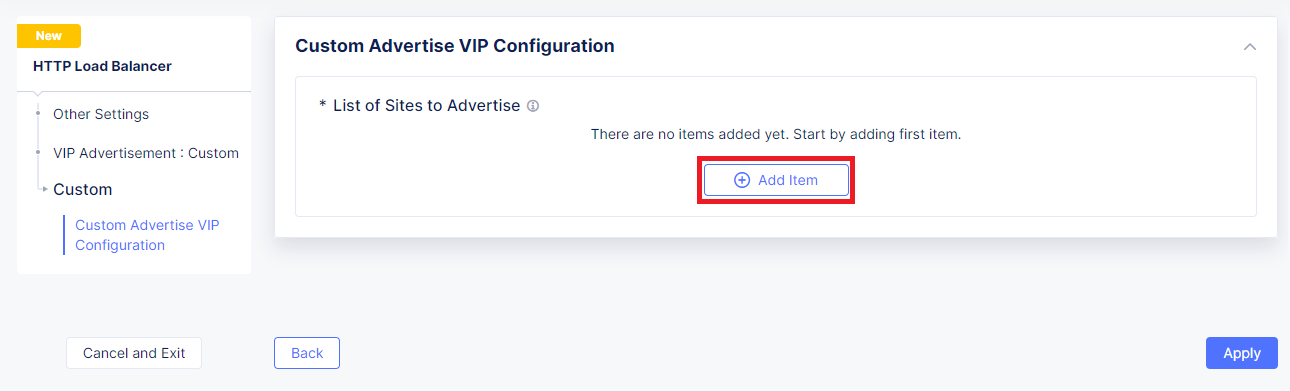 New
HTTP Load Balancer
Other Settings
VIP Advertisement : Custom
Custom
Custom Advertise VIP
Configuration
Custom Advertise VIP Configuration
* List of Sites to Advertise
There are no items added yet. Start by adding first item.
Add Item
Cancel and Exit
Back
Apply